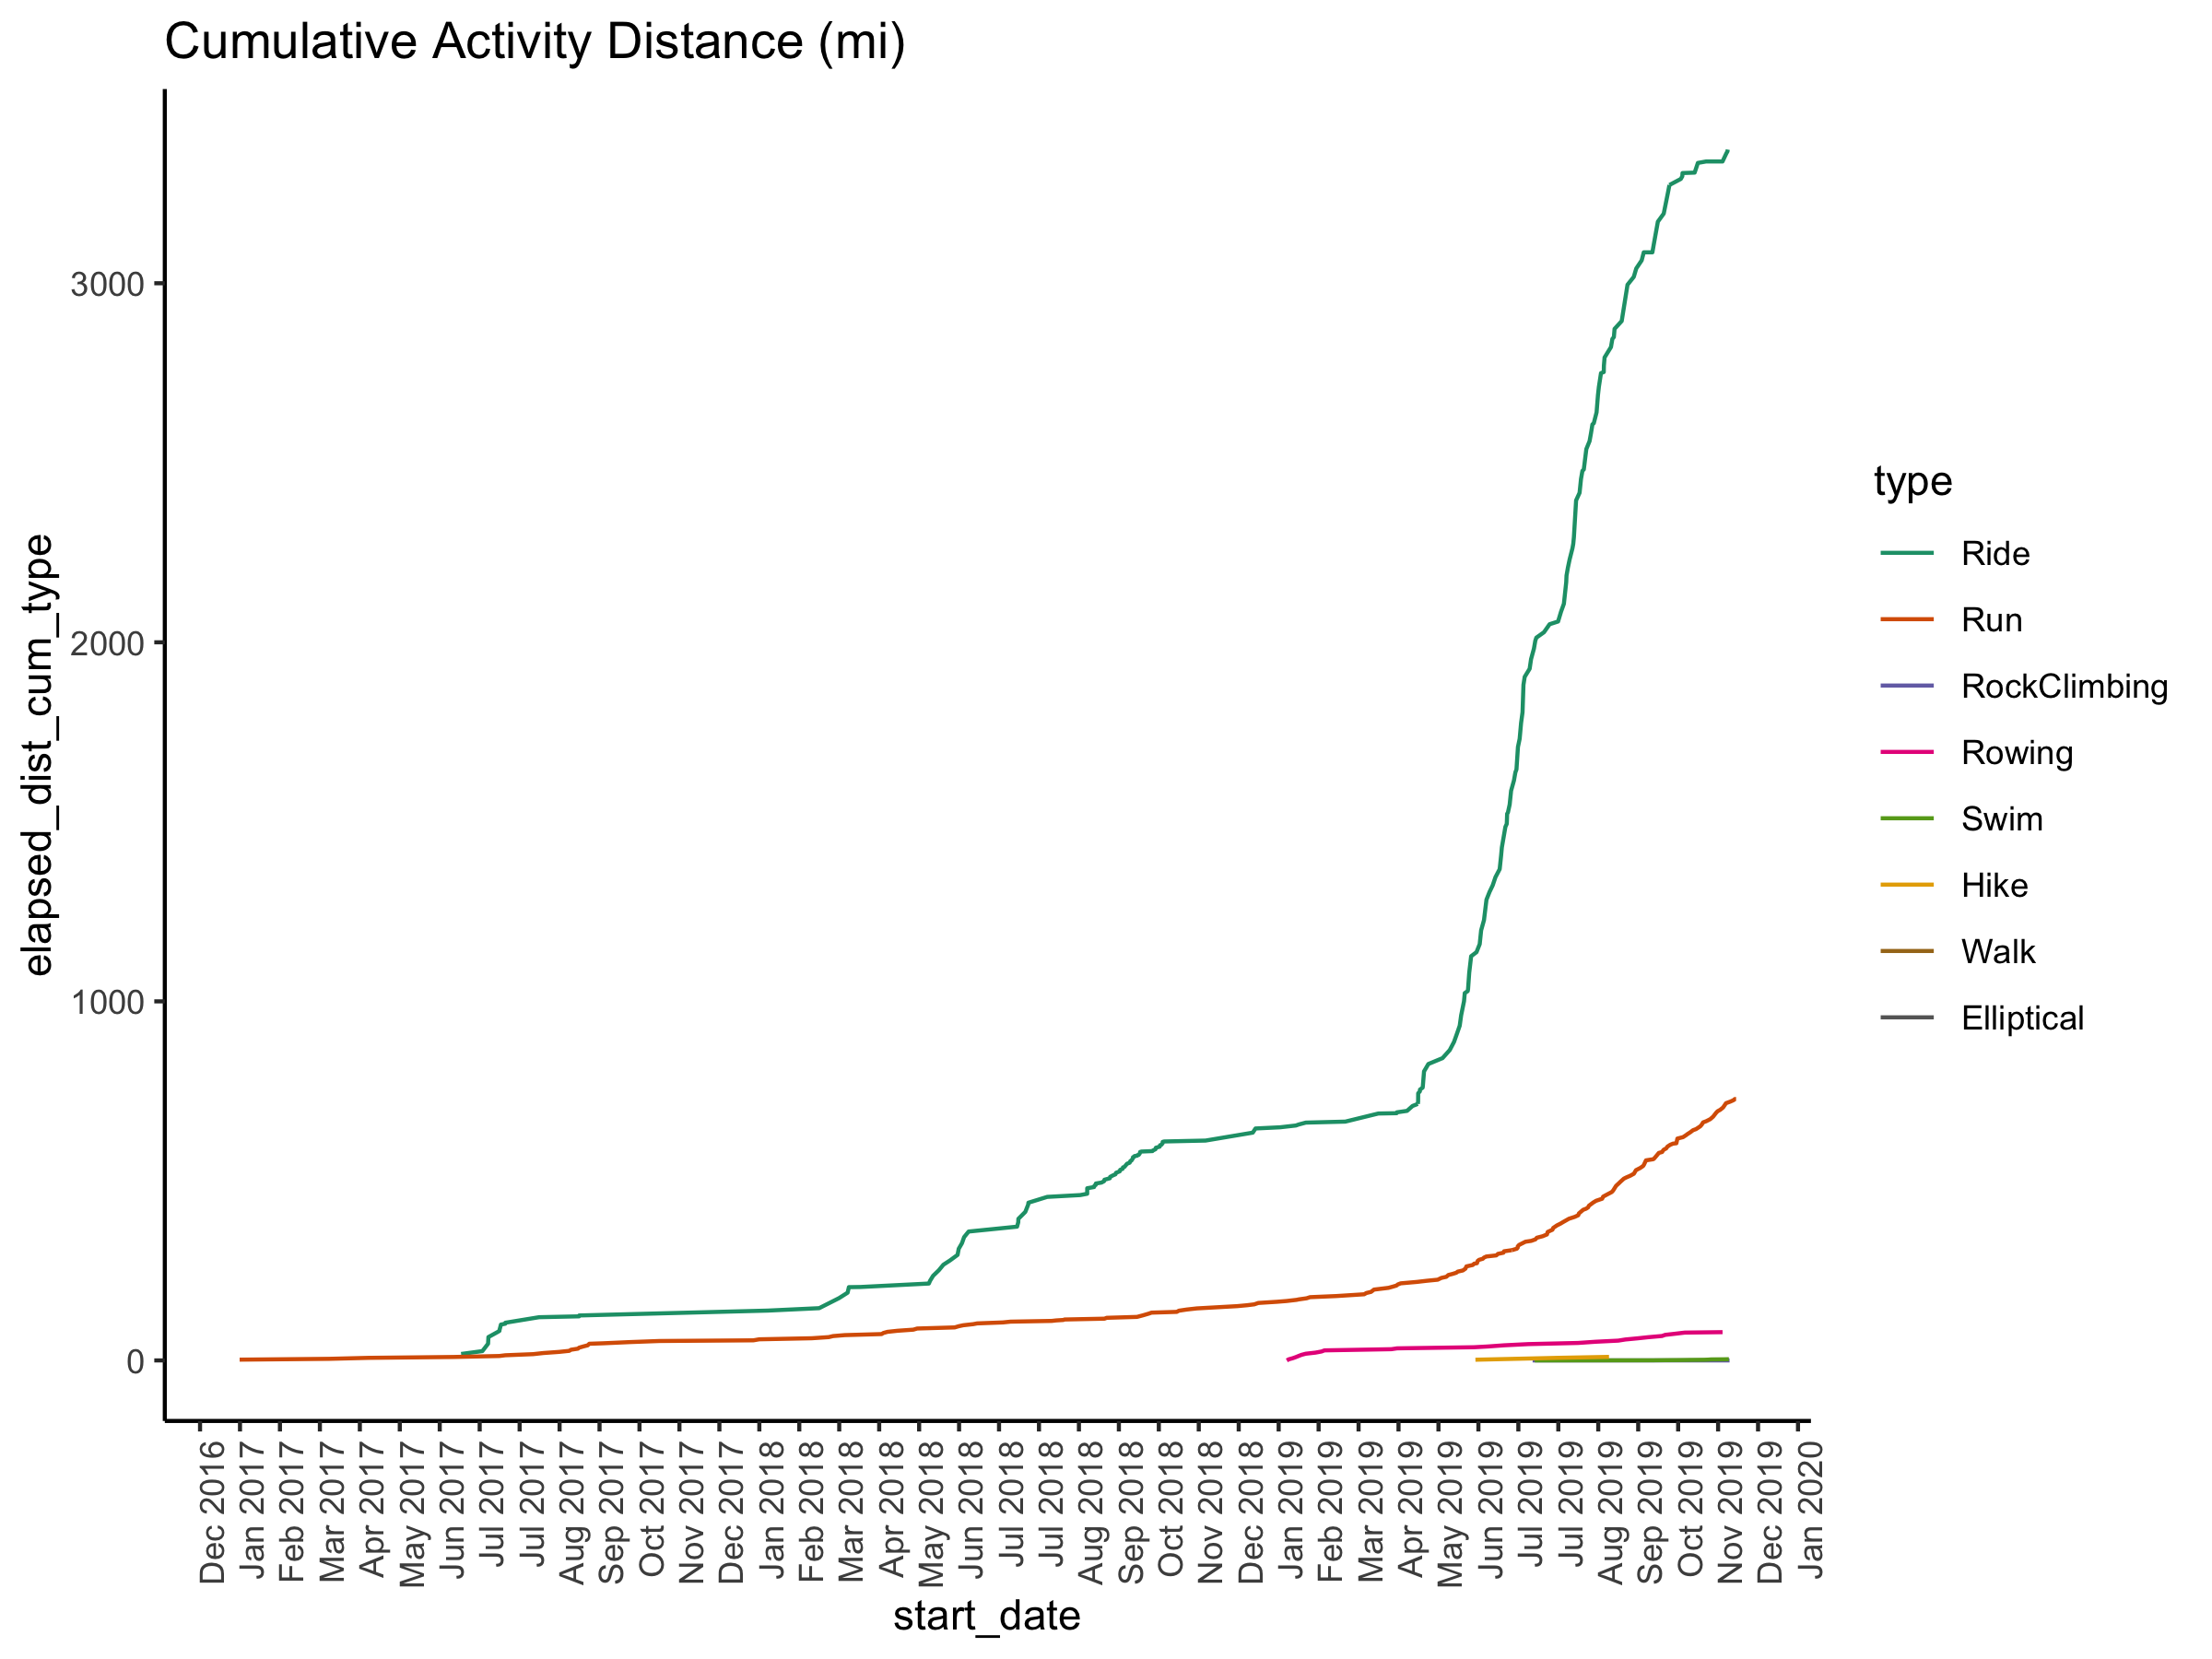 Cumulative Activity Distance (mi)
elapsed_dist_cum_type
3000
2000
1000
0
Dec 2016
Jan 2017
Feb 2017
Mar 2017
Apr 2017
May 2017
Jun 2017
Jul 2017
Jul 2017
Aug 2017
Sep 2017
Oct 2017
Nov 2017
Dec 2017
Jan 2018
Feb 2018
Mar 2018
Apr 2018
May 2018
Jun 2018
Jul 2018
Jul 2018
Aug 2018
Sep 2018
Oct 2018
Nov 2018
Dec 2018
Jan 2019
Feb 2019
Mar 2019
Apr 2019
May 2019
Jun 2019
Jul 2019
Jul 2019
Aug 2019
Sep 2019
Oct 2019
Nov 2019
Dec 2019
Jan 2020
start_date
type
Ride
Run
RockClimbing
Rowing
Swim
Hike
Walk
Elliptical